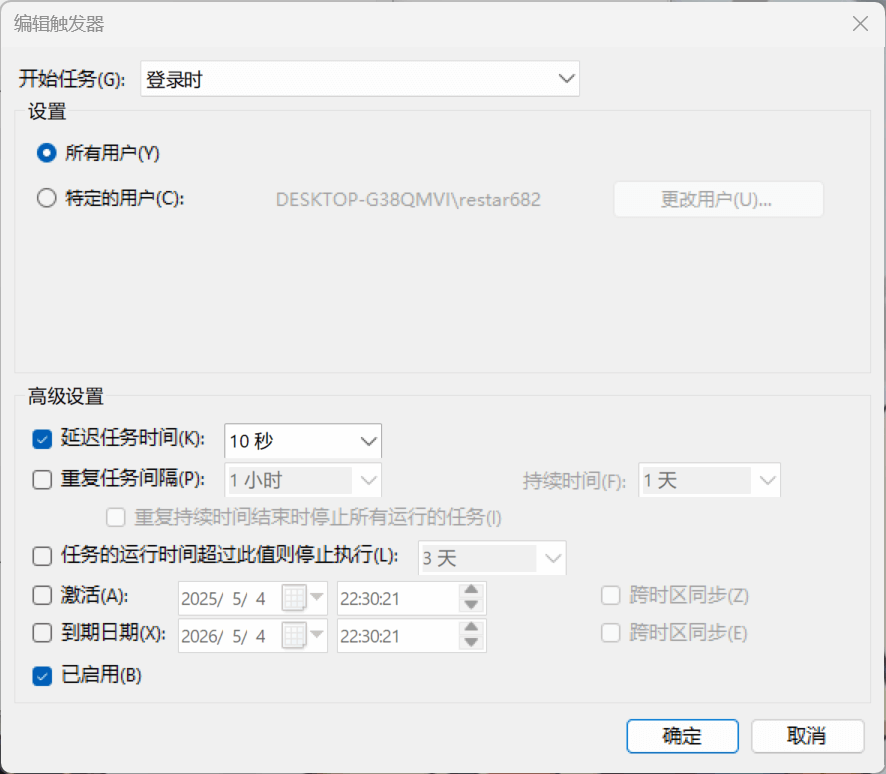 编辑触发器
开始任务(G): 登录时
设置
所有用户(Y)
特定的用户(C): DESKTOP-G38QMVI\restar682 更改用户(U)...
高级设置
延迟任务时间(K): 10 秒
重复任务间隔(P): 1 小时 持续时间(F): 1 天
重复持续时间结束时停止所有运行的任务(I)
任务的运行时间超过此值则停止执行(L): 3 天
激活(A): 2025/ 5/ 4 22:30:21 跨时区同步(Z)
到期日期(X): 2026/ 5/ 4 22:30:21 跨时区同步(E)
已启用(B)
确定 取消